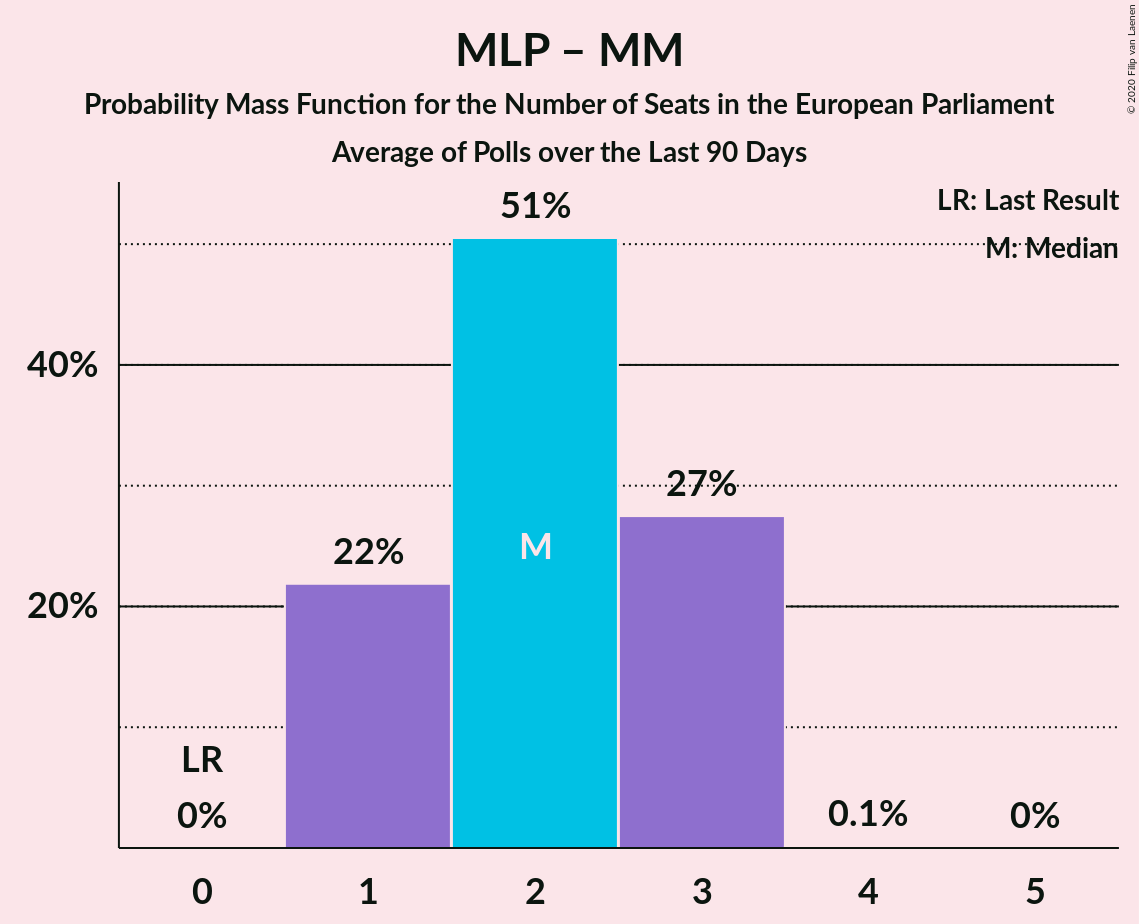 MLP – MM
Probability Mass Function for the Number of Seats in the European Parliament
Average of Polls over the Last 90 Days
© 2020 Filip van Laenen
LR: Last Result
M: Median
51%
40%
27%
22%
M
20%
LR
0%
0.1%
0%
0 1 2 3 4 5